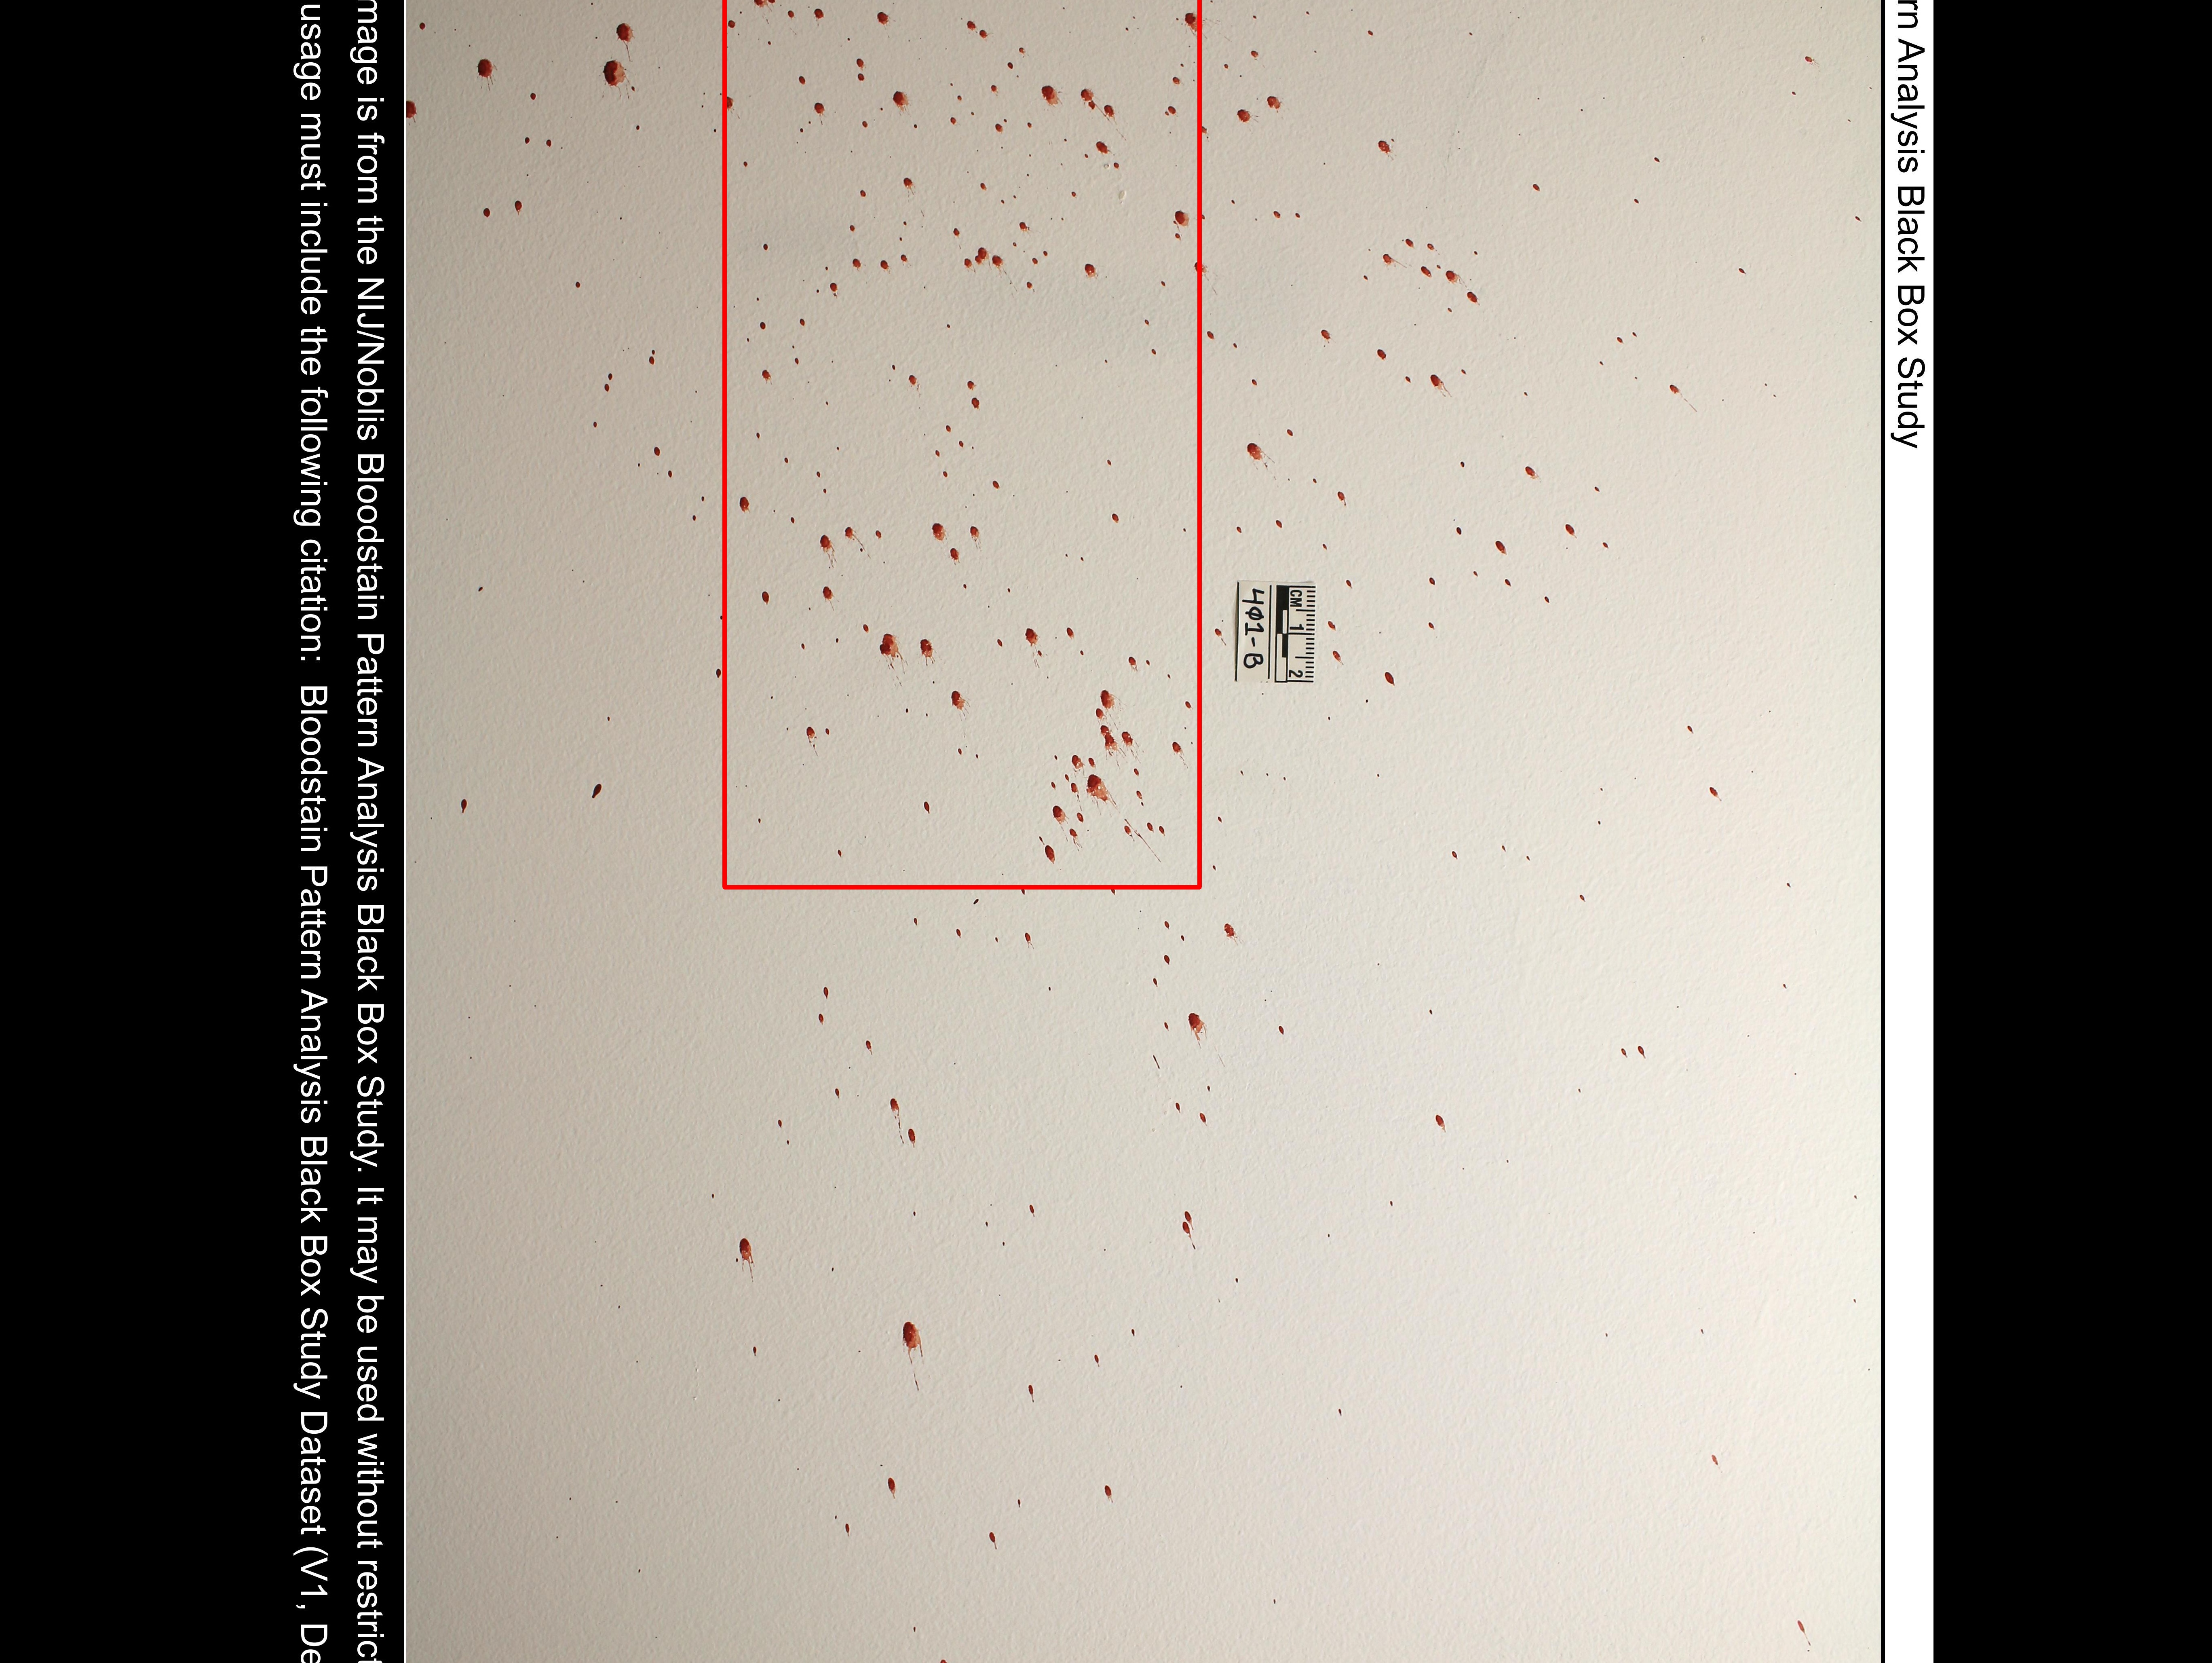 rn Analysis Black Box Study
CM 1 2
4φ1-B
mage is from the NIJ/Noblis Bloodstain Pattern Analysis Black Box Study. It may be used without restrict
usage must include the following citation: Bloodstain Pattern Analysis Black Box Study Dataset (V1, De